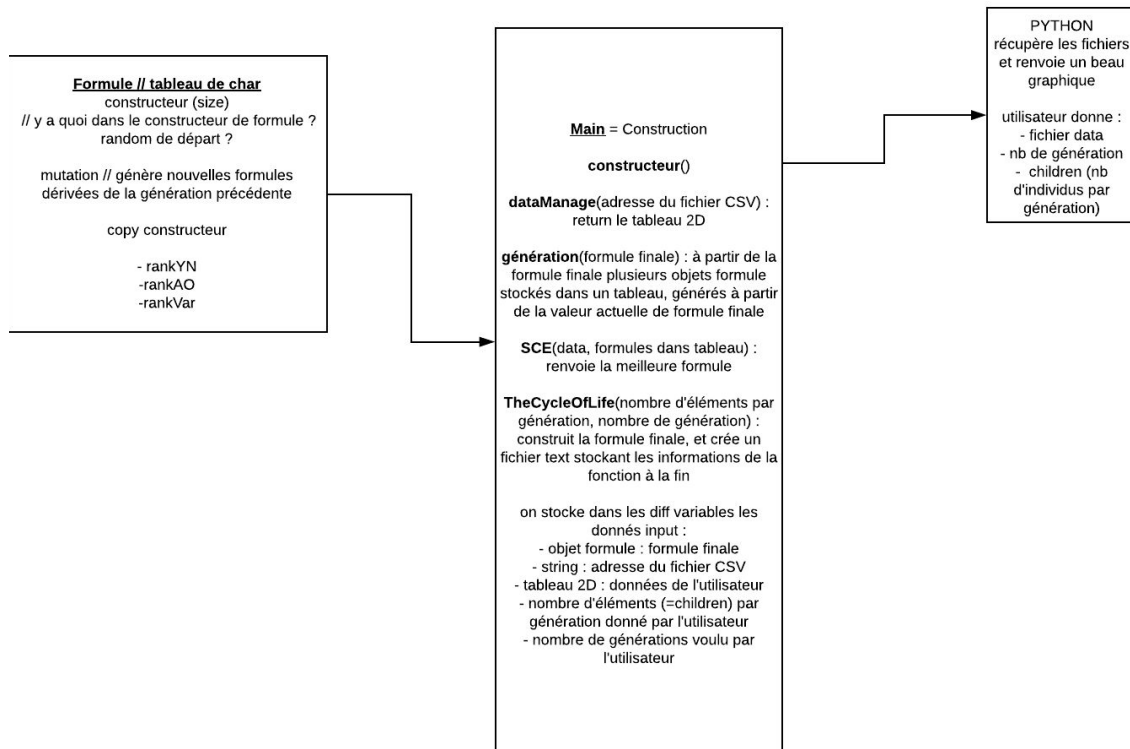 Formule // tableau de char
constructeur (size)
// y a quoi dans le constructeur de formule ?
random de départ ?
mutation // génère nouvelles formules
dérivées de la génération précédente
copy constructeur
- rankYN
-rankAO
-rankVar
Main = Construction
constructeur()
dataManage(adresse du fichier CSV) :
return le tableau 2D
génération(formule finale) : à partir de la
formule finale plusieurs objets formule
stockés dans un tableau, générés à partir
de la valeur actuelle de formule finale
SCE(data, formules dans tableau) :
renvoie la meilleure formule
TheCycleOfLife(nombre d'éléments par
génération, nombre de génération) :
construit la formule finale, et crée un
fichier text stockant les informations de la
fonction à la fin
on stocke dans les diff variables les
donnés input :
- objet formule : formule finale
- string : adresse du fichier CSV
- tableau 2D : données de l'utilisateur
- nombre d'éléments (=children) par
génération donné par l'utilisateur
- nombre de générations voulu par
l'utilisateur
PYTHON
récupère les fichiers
et renvoie un beau
graphique
utilisateur donne :
- fichier data
- nb de génération
- children (nb
d'individus par
génération)